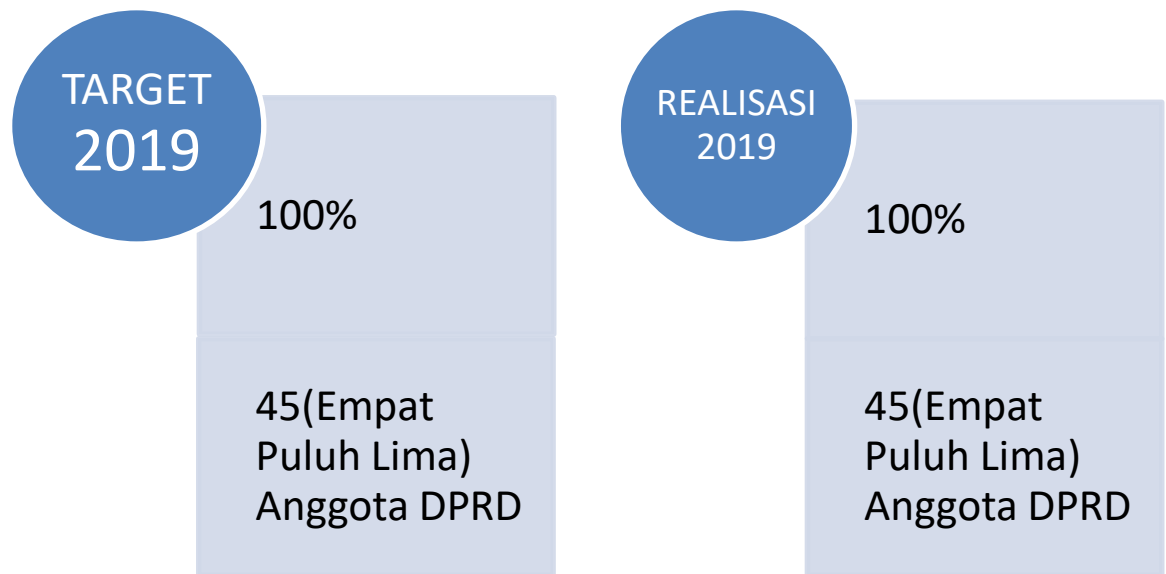 TARGET
2019
100%
45(Empat
Puluh Lima)
Anggota DPRD
REALISASI
2019
100%
45(Empat
Puluh Lima)
Anggota DPRD